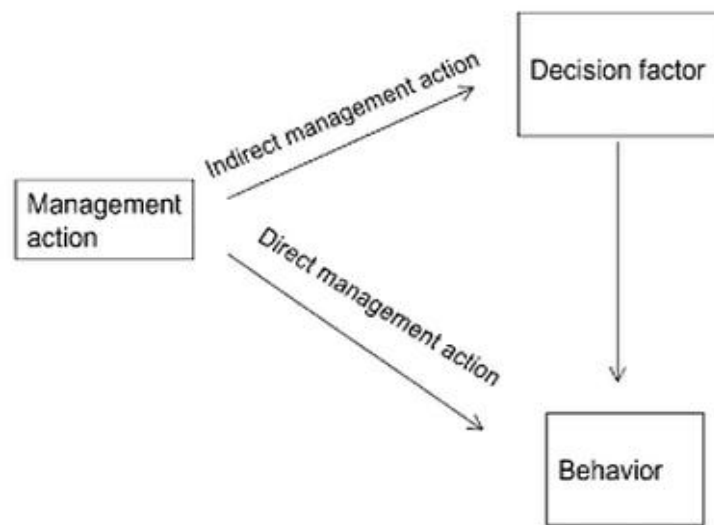 Decision factor
Indirect management action
Management
action
Direct management action
Behavior